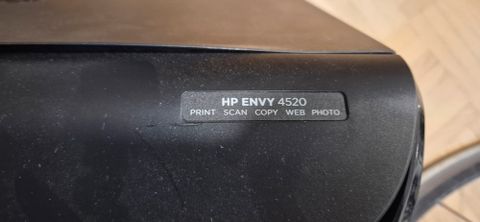 HP ENVY 4520
PRINT SCAN COPY WEB PHOTO